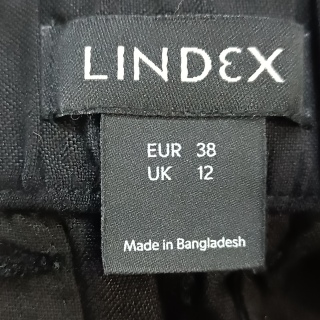 LINDEX
EUR 38
UK 12
Made in Bangladesh